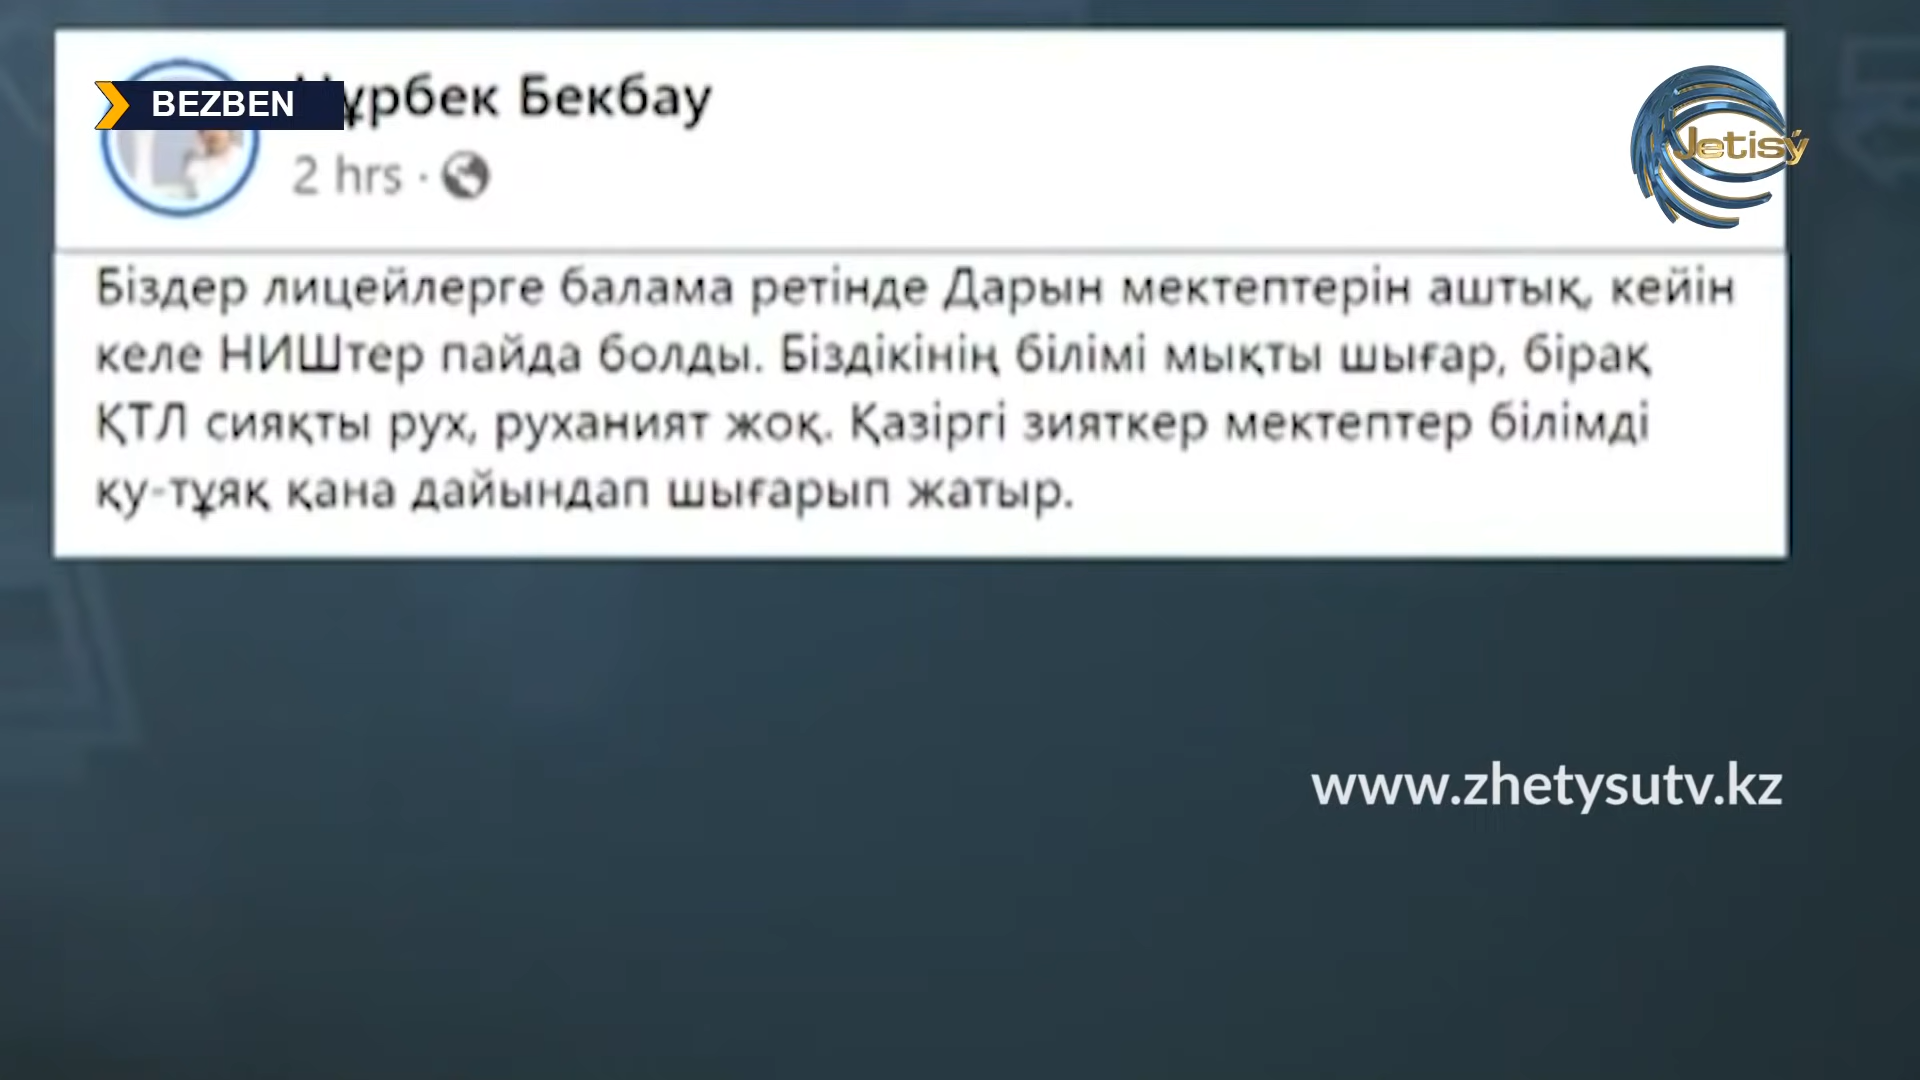 BEZBEN
Бекбау
2 hrs ·
Jetisý
Біздер лицейлерге балама ретінде Дарын мектептерін аштық, кейін
келе НИШтер пайда болды. Біздікінің білімі мықты шығар, бірақ
ҚТЛ сияқты рух, руханият жоқ. Қазіргі зияткер мектептер білімді
қу-тұяқ қана дайындап шығарып жатыр.
www.zhetysutv.kz